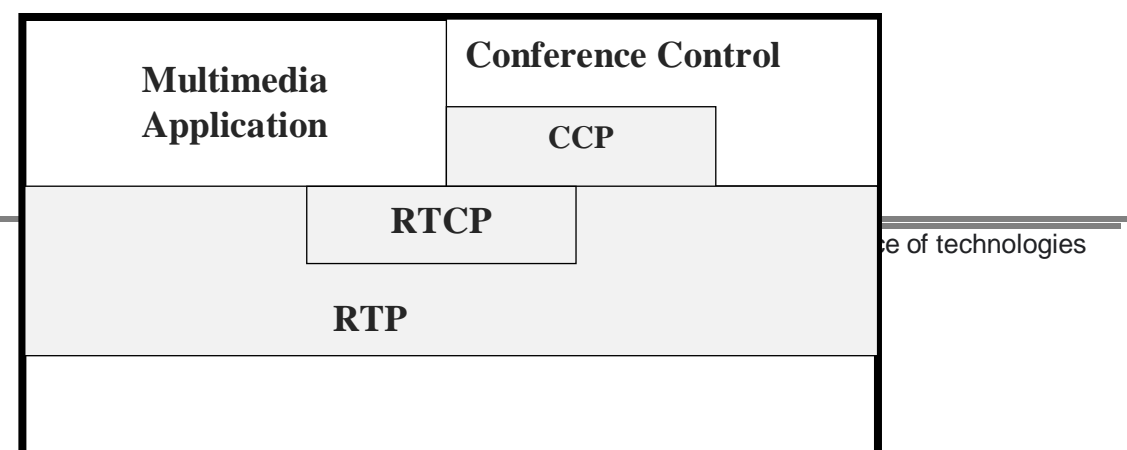 Multimedia
Application
Conference Control
CCP
RTCP
of technologies
RTP